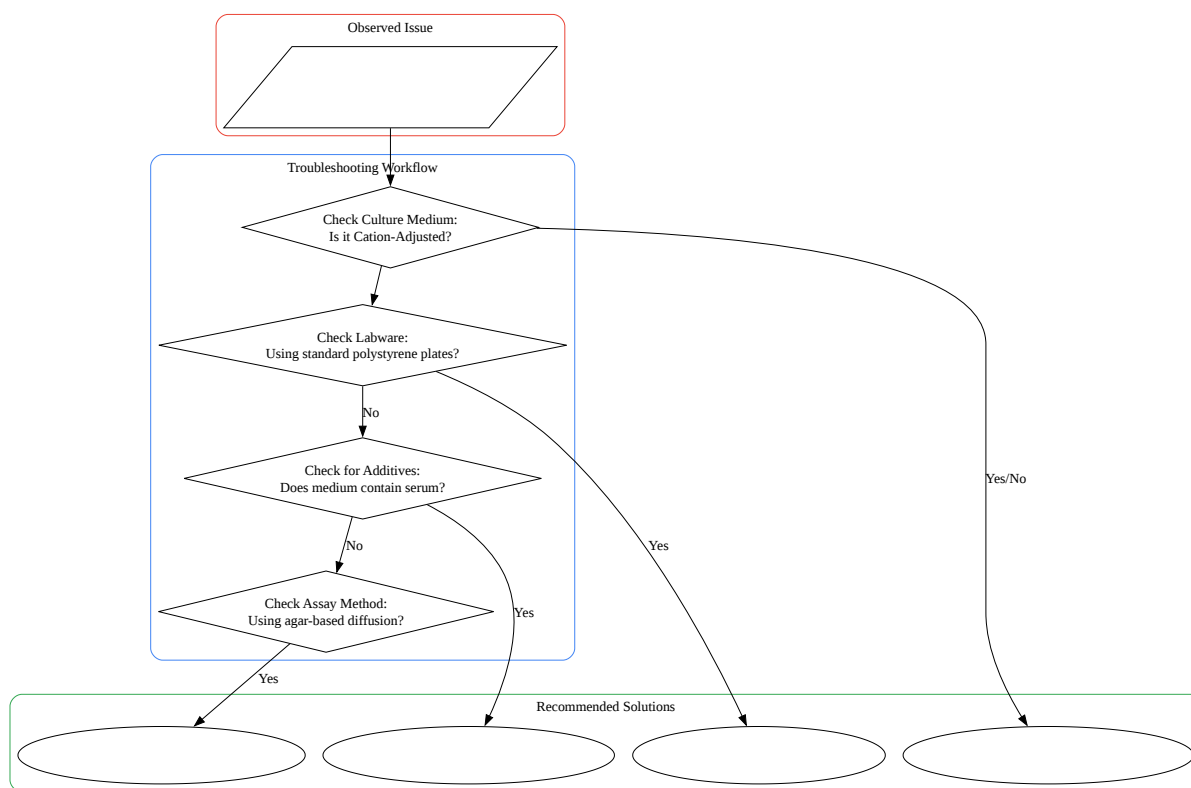 Observed Issue
Troubleshooting Workflow
Check Culture Medium:
Is it Cation-Adjusted?
Check Labware:
Using standard polystyrene plates?
No
Check for Additives:
Does medium contain serum?
Yes/No
No
Yes
Check Assay Method:
Using agar-based diffusion?
Yes
Yes
Recommended Solutions